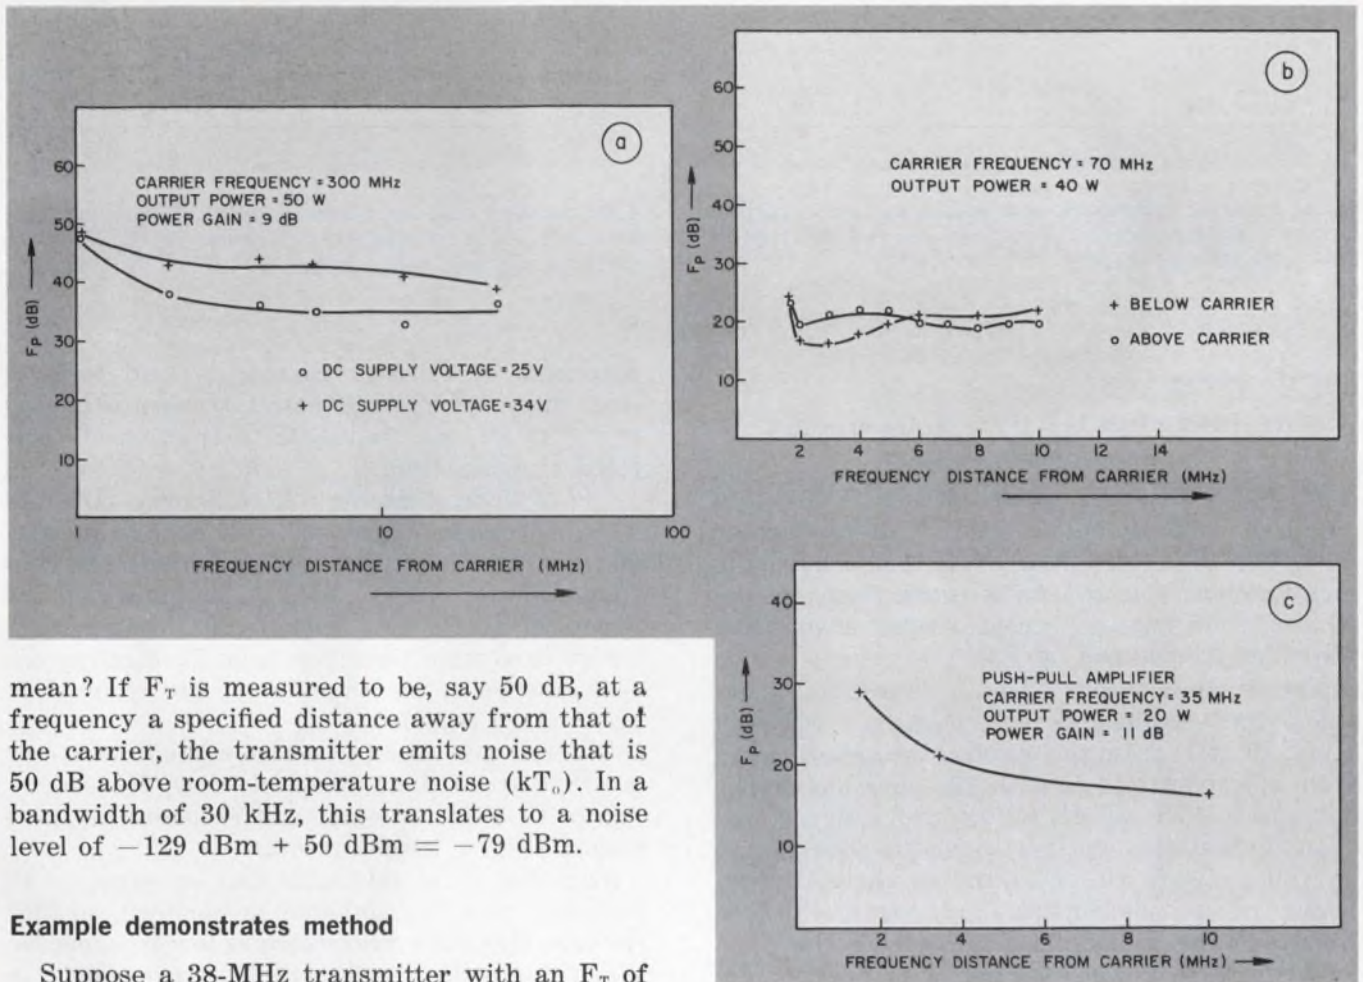 a
60
50
40
30
20
10
Fp (dB)
CARRIER FREQUENCY = 300 MHz
OUTPUT POWER = 50 W
POWER GAIN = 9 dB
o DC SUPPLY VOLTAGE = 25V
+ DC SUPPLY VOLTAGE = 34V
1 10 100
FREQUENCY DISTANCE FROM CARRIER (MHz)
b
60
50
40
30
20
10
Fp (dB)
CARRIER FREQUENCY = 70 MHz
OUTPUT POWER = 40 W
+ BELOW CARRIER
o ABOVE CARRIER
2 4 6 8 10 12 14
FREQUENCY DISTANCE FROM CARRIER (MHz)
c
40
30
20
10
Fp (dB)
PUSH-PULL AMPLIFIER
CARRIER FREQUENCY = 35 MHz
OUTPUT POWER = 20 W
POWER GAIN = 11 dB
2 4 6 8 10
FREQUENCY DISTANCE FROM CARRIER (MHz)
mean? If F_T is measured to be, say 50 dB, at a
frequency a specified distance away from that of
the carrier, the transmitter emits noise that is
50 dB above room-temperature noise (kT_o). In a
bandwidth of 30 kHz, this translates to a noise
level of −129 dBm + 50 dBm = −79 dBm.
Example demonstrates method
Suppose a 38-MHz transmitter with an F_T of